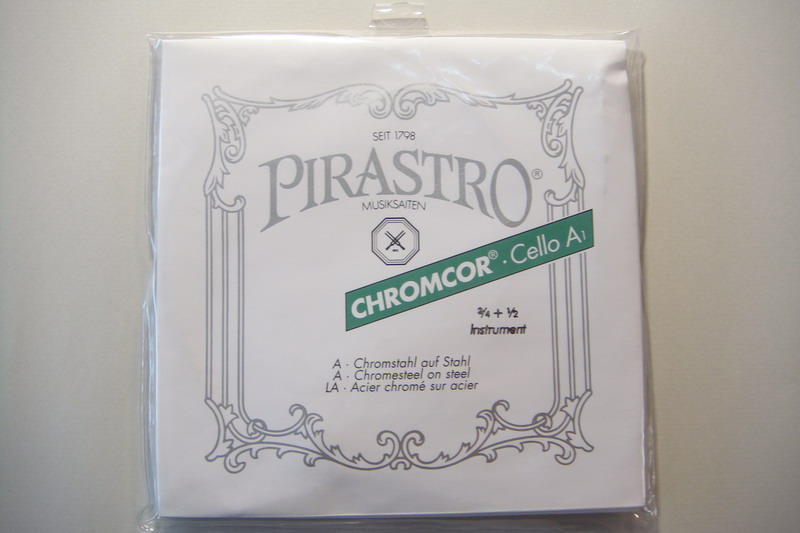 SEIT 1798
PIRASTRO®
MUSIKSAITEN
CHROMCOR® · Cello A1
3/4 + 1/2
Instrument
A · Chromstahl auf Stahl
A · Chromesteel on steel
LA · Acier chromé sur acier